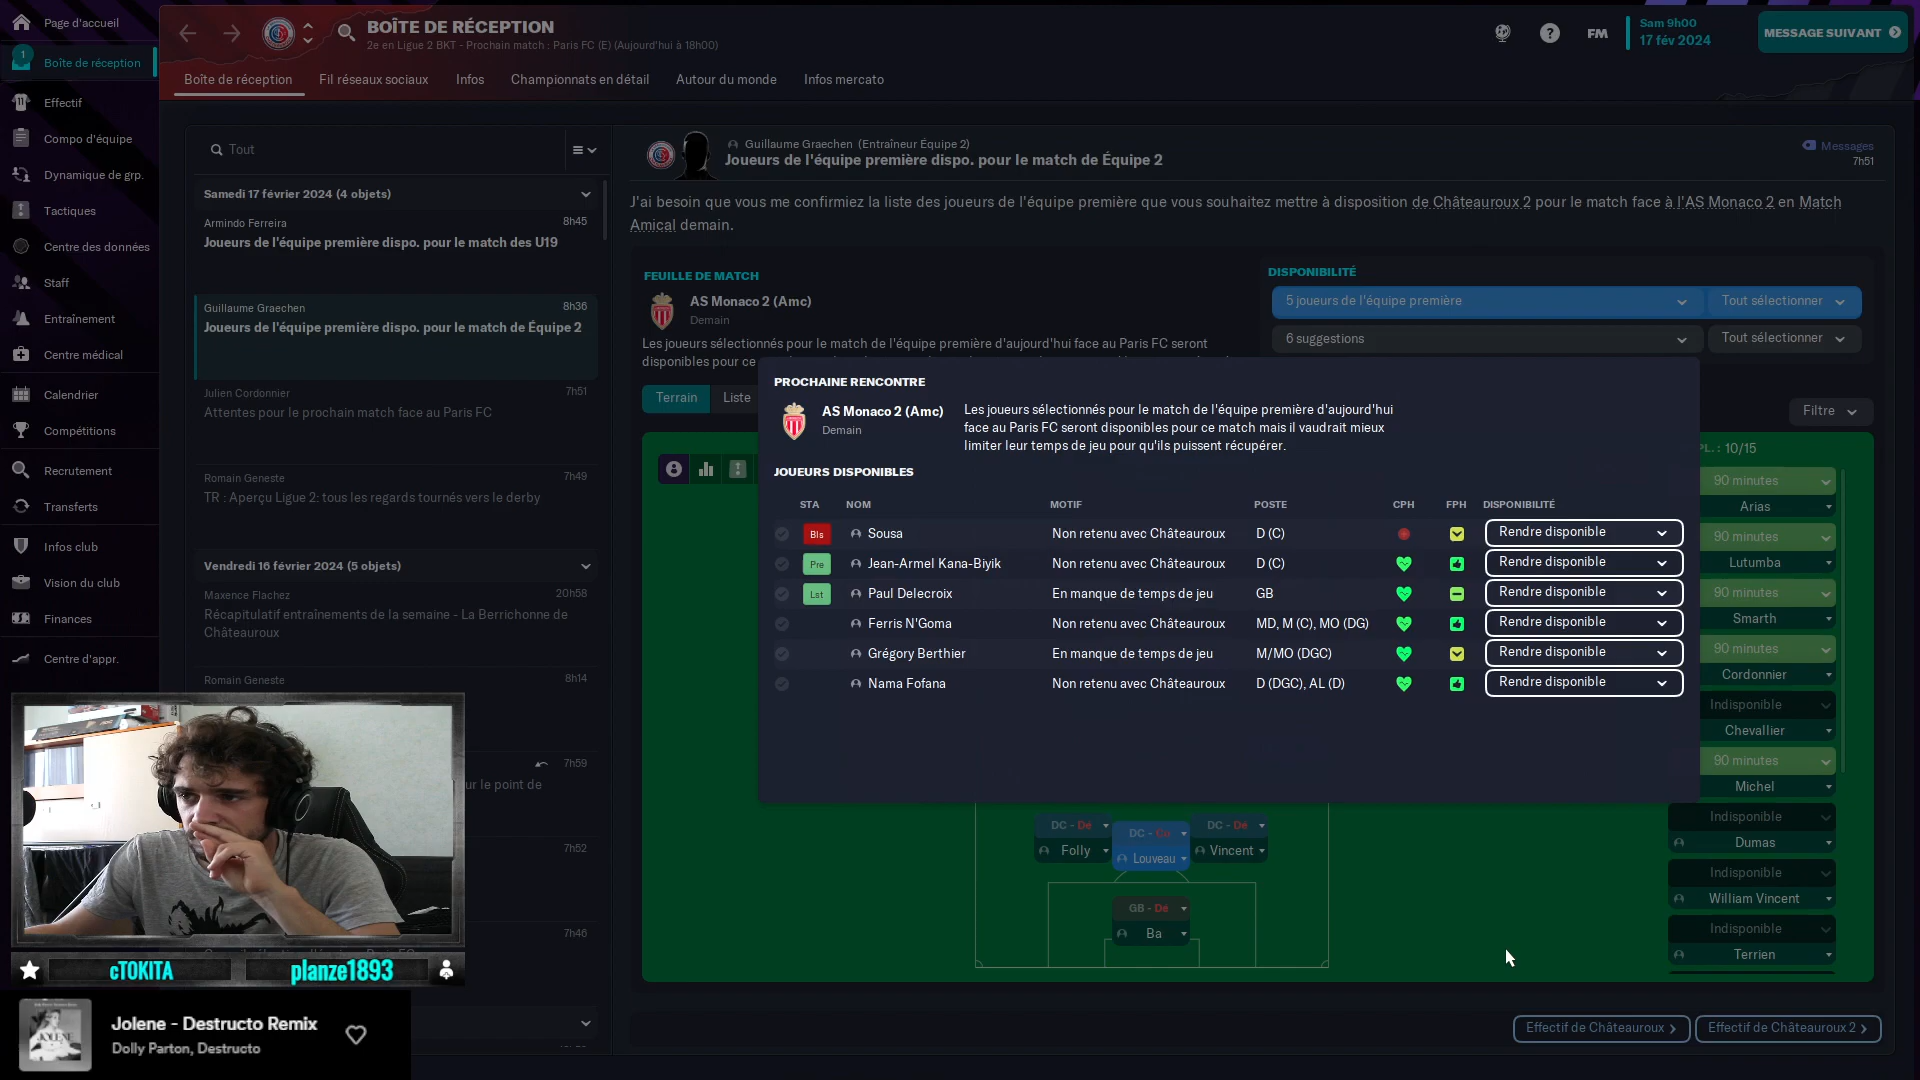 Page d'accueil
1
Boîte de réception
Effectif
Compo d'équipe
Dynamique de grp.
Tactiques
Centre des données
Staff
Entraînement
Centre médical
Calendrier
Compétitions
Recrutement
Transferts
Infos club
Vision du club
Finances
Centre d'appr.
BOÎTE DE RÉCEPTION
2e en Ligue 2 BKT - Prochain match : Paris FC (E) (Aujourd'hui à 18h00)
FM
Sam 9h00
17 fév 2024
MESSAGE SUIVANT
Boîte de réception
Fil réseaux sociaux
Infos
Championnats en détail
Autour du monde
Infos mercato
Tout
Samedi 17 février 2024 (4 objets)
Armindo Ferreira
8h45
Joueurs de l'équipe première dispo. pour le match des U19
Guillaume Graechen
8h36
Joueurs de l'équipe première dispo. pour le match de Équipe 2
Julien Cordonnier
7h51
Attentes pour le prochain match face au Paris FC
Romain Geneste
7h49
TR : Aperçu Ligue 2: tous les regards tournés vers le derby
Vendredi 16 février 2024 (5 objets)
Maxence Flachez
20h58
Récapitulatif entraînements de la semaine - La Berrichonne de
Châteauroux
Romain Geneste
8h14
7h59
ur le point de
7h52
7h46
Guillaume Graechen (Entraîneur Équipe 2)
Joueurs de l'équipe première dispo. pour le match de Équipe 2
Messages
7h51
J'ai besoin que vous me confirmiez la liste des joueurs de l'équipe première que vous souhaitez mettre à disposition de Châteauroux 2 pour le match face à l'AS Monaco 2 en Match
Amical demain.
FEUILLE DE MATCH
AS Monaco 2 (Amc)
Demain
Les joueurs sélectionnés pour le match de l'équipe première d'aujourd'hui face au Paris FC seront
disponibles pour ce
DISPONIBILITÉ
5 joueurs de l'équipe première
Tout sélectionner
6 suggestions
Tout sélectionner
Terrain
Liste
Filtre
PROCHAINE RENCONTRE
AS Monaco 2 (Amc)
Demain
Les joueurs sélectionnés pour le match de l'équipe première d'aujourd'hui
face au Paris FC seront disponibles pour ce match mais il vaudrait mieux
limiter leur temps de jeu pour qu'ils puissent récupérer.
JOUEURS DISPONIBLES
STA NOM MOTIF POSTE CPH FPH DISPONIBILITÉ
Bls Sousa Non retenu avec Châteauroux D (C) Rendre disponible
Pre Jean-Armel Kana-Biyik Non retenu avec Châteauroux D (C) Rendre disponible
Lst Paul Delecroix En manque de temps de jeu GB Rendre disponible
Ferris N'Goma Non retenu avec Châteauroux MD, M (C), MO (DG) Rendre disponible
Grégory Berthier En manque de temps de jeu M/MO (DGC) Rendre disponible
Nama Fofana Non retenu avec Châteauroux D (DGC), AL (D) Rendre disponible
PL. : 10/15
90 minutes
Arias
90 minutes
Lutumba
90 minutes
Smarth
90 minutes
Cordonnier
Indisponible
Chevallier
90 minutes
Michel
Indisponible
Dumas
Indisponible
William Vincent
Indisponible
Terrien
DC - Dé
Folly
DC - Cu
Louveau
DC - Dé
Vincent
GB - Dé
Ba
Effectif de Châteauroux
Effectif de Châteauroux 2
cTOKITA
planze1893
JOLENE
Jolene - Destructo Remix
Dolly Parton, Destructo